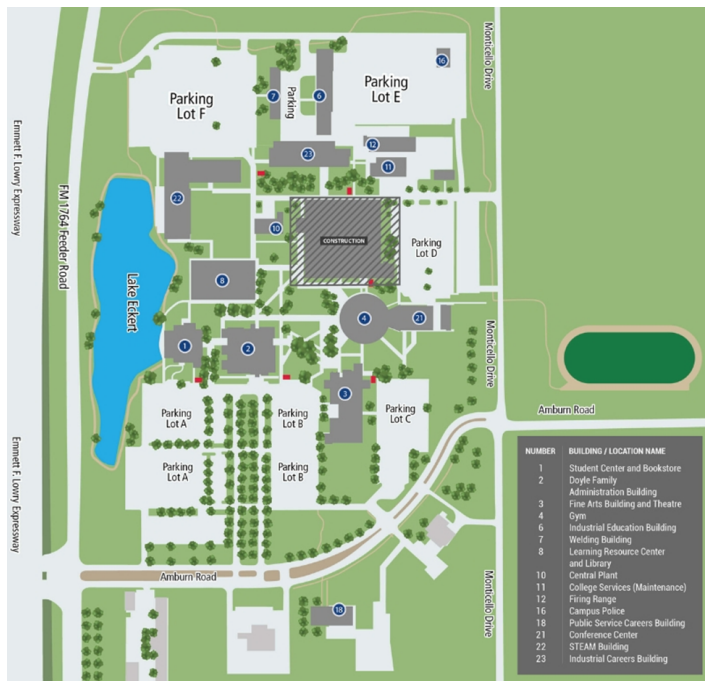 Monticello Drive
16
Parking
Lot E
Parking
Lot F
7
Parking
6
12
23
11
Emmett F. Lowry Expressway
FM 1764 Feeder Road
22
10
CONSTRUCTION
Parking
Lot D
8
Lake Eckert
4
21
1
2
Monticello Drive
3
Parking
Lot A
Parking
Lot B
Parking
Lot C
Amburn Road
Emmett F. Lowry Expressway
Parking
Lot A
Parking
Lot B
Amburn Road
Monticello Drive
18
NUMBER BUILDING / LOCATION NAME
1 Student Center and Bookstore
2 Doyle Family
Administration Building
3 Fine Arts Building and Theatre
4 Gym
6 Industrial Education Building
7 Welding Building
8 Learning Resource Center
and Library
10 Central Plant
11 College Services (Maintenance)
12 Firing Range
16 Campus Police
18 Public Service Careers Building
21 Conference Center
22 STEAM Building
23 Industrial Careers Building